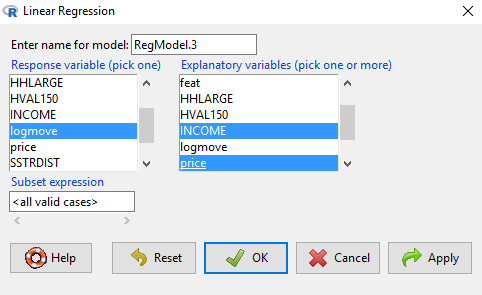 Linear Regression
Enter name for model: RegModel.3
Response variable (pick one)
HHLARGE
HVAL150
INCOME
logmove
price
SSTRDIST
Explanatory variables (pick one or more)
feat
HHLARGE
HVAL150
INCOME
logmove
price
Subset expression
<all valid cases>
Help
Reset
OK
Cancel
Apply